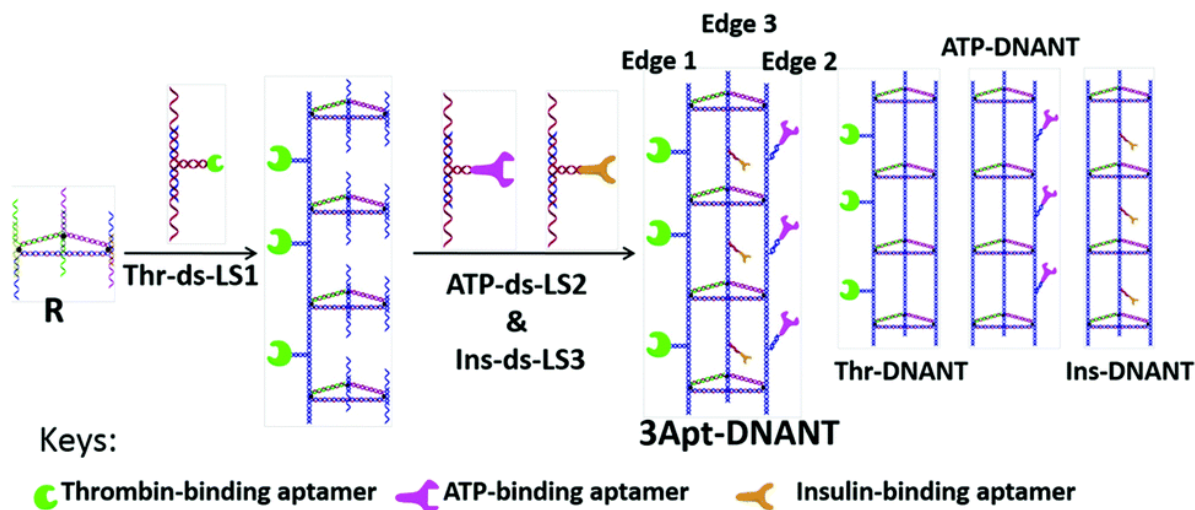 Edge 3
Edge 1
Edge 2
ATP-DNANT
R
Thr-ds-LS1
ATP-ds-LS2
&
Ins-ds-LS3
Thr-DNANT
Ins-DNANT
3Apt-DNANT
Keys:
Thrombin-binding aptamer
ATP-binding aptamer
Insulin-binding aptamer